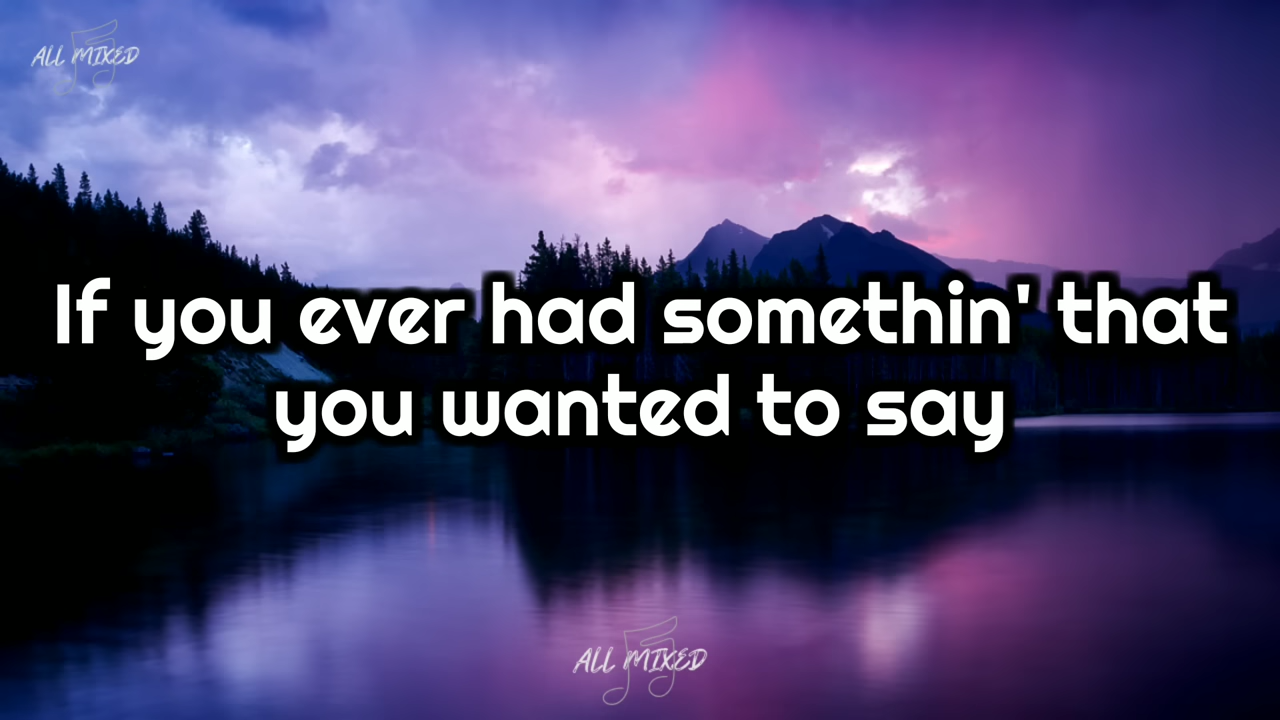 ALL MIXED
If you ever had somethin' that
you wanted to say
ALL MIXED